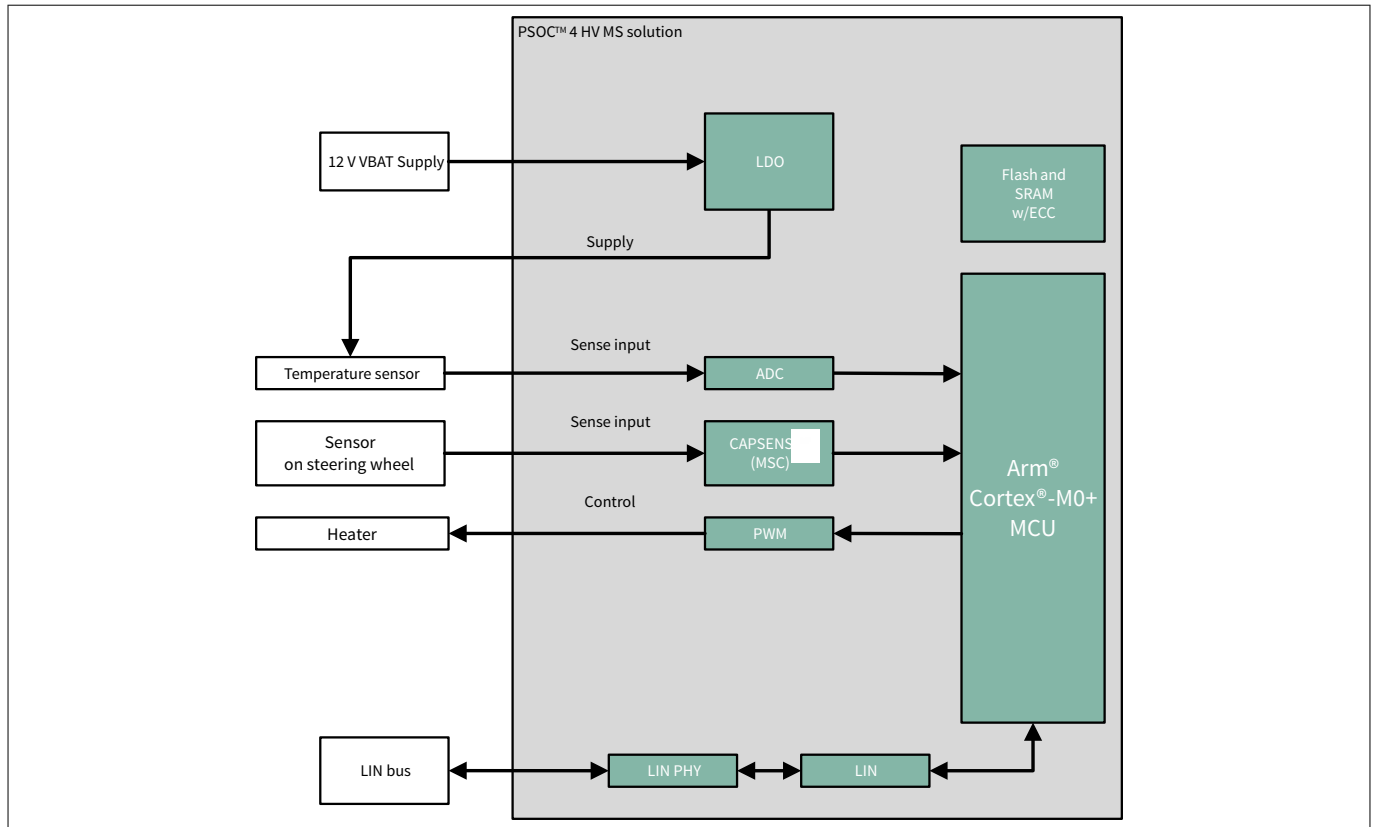 PSOC™ 4 HV MS solution
12 V VBAT Supply
LDO
Flash and
SRAM
w/ECC
Supply
Sense input
Temperature sensor
ADC
Sense input
Sensor
on steering wheel
(MSC)
Arm®
Cortex®-M0+
MCU
Control
Heater
PWM
LIN bus
LIN PHY
LIN